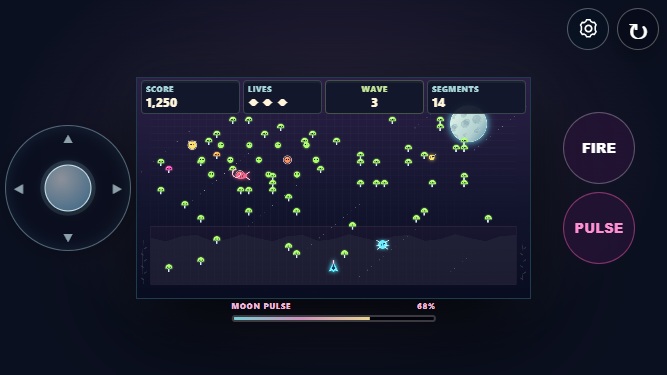 SCORE
1,250
LIVES
WAVE
3
SEGMENTS
14
FIRE
PULSE
MOON PULSE
68%